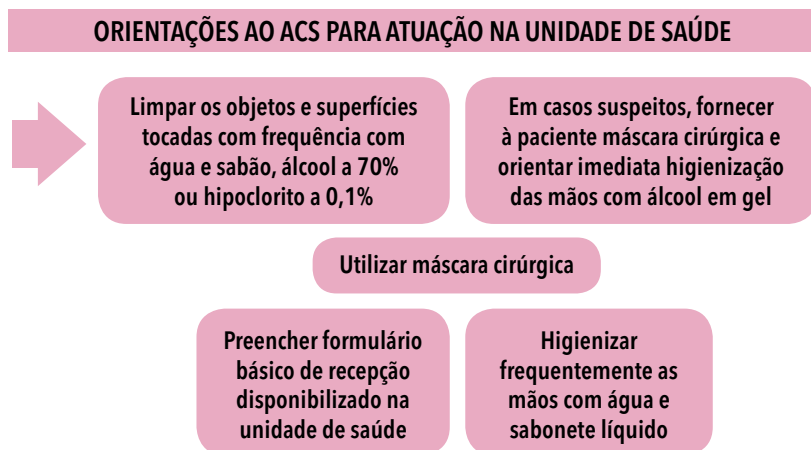 ORIENTAÇÕES AO ACS PARA ATUAÇÃO NA UNIDADE DE SAÚDE
Limpar os objetos e superfícies
tocadas com frequência com
água e sabão, álcool a 70%
ou hipoclorito a 0,1%
Em casos suspeitos, fornecer
à paciente máscara cirúrgica e
orientar imediata higienização
das mãos com álcool em gel
Utilizar máscara cirúrgica
Preencher formulário
básico de recepção
disponibilizado na
unidade de saúde
Higienizar
frequentemente as
mãos com água e
sabonete líquido